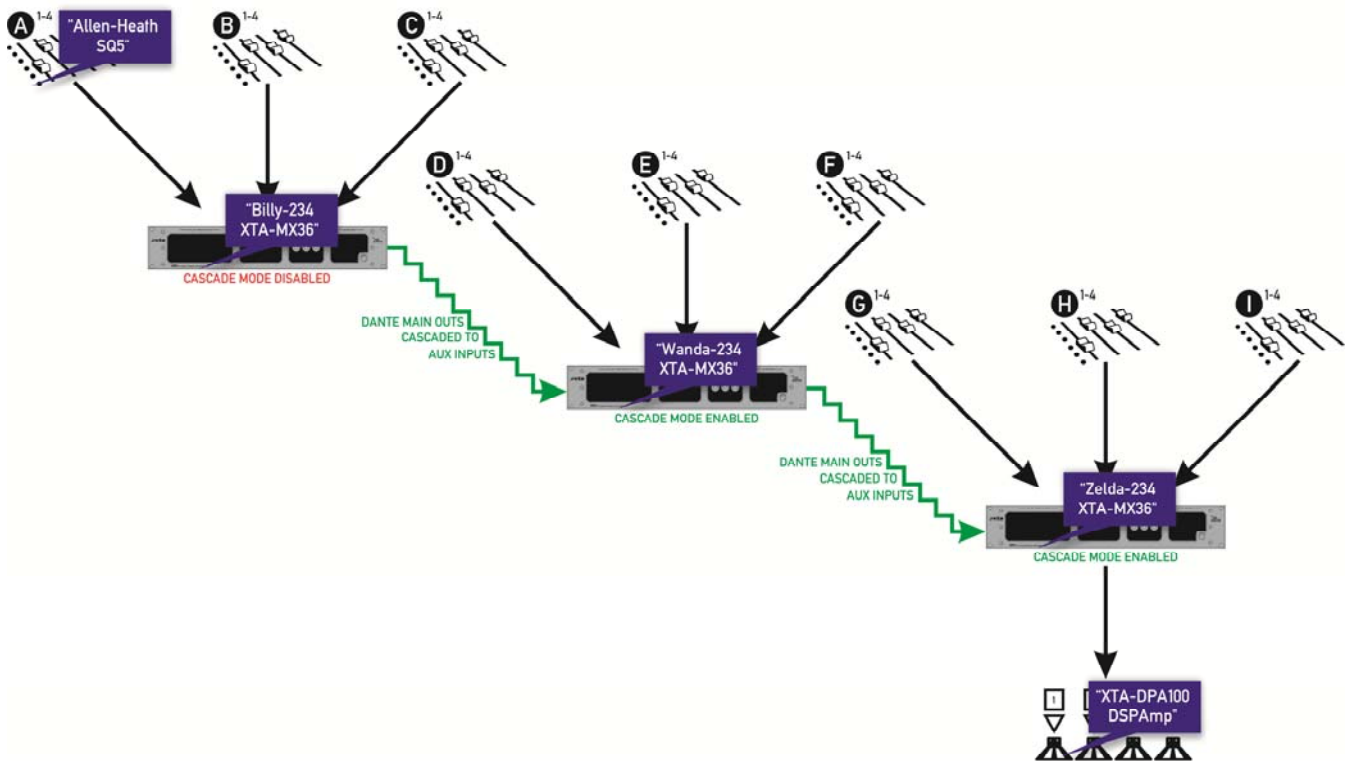 A 1-4
"Allen-Heath
SQ5"
B 1-4
C 1-4
D 1-4
E 1-4
F 1-4
"Billy-234
XTA-MX36"
CASCADE MODE DISABLED
G 1-4
H 1-4
I 1-4
DANTE MAIN OUTS
CASCADED TO
AUX INPUTS
"Wanda-234
XTA-MX36"
CASCADE MODE ENABLED
DANTE MAIN OUTS
CASCADED TO
AUX INPUTS
"Zelda-234
XTA-MX36"
CASCADE MODE ENABLED
1
"XTA-DPA100
DSPAmp"